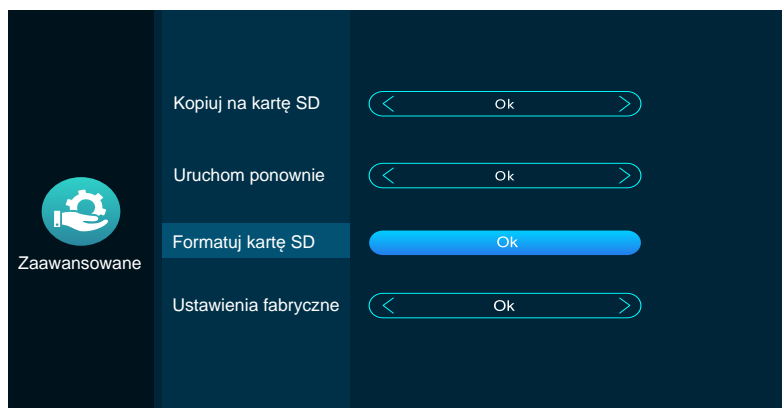 Kopiuj na kartę SD Ok
Uruchom ponownie Ok
Formatuj kartę SD Ok
Zaawansowane
Ustawienia fabryczne Ok